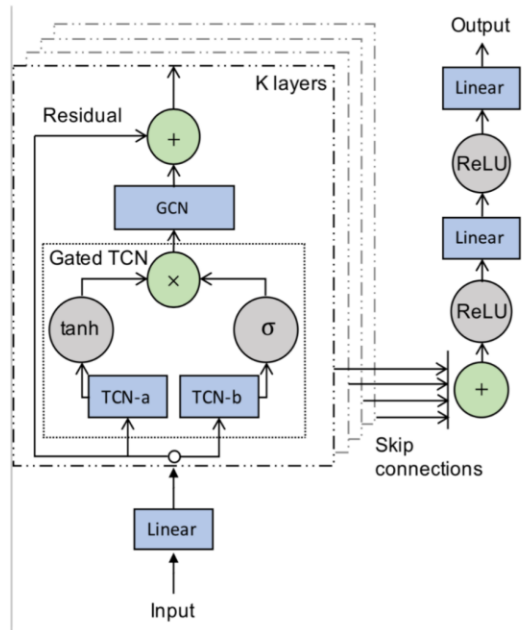 Output
Linear
ReLU
Linear
ReLU
+
Skip
connections
K layers
Residual
+
GCN
Gated TCN
×
tanh
σ
TCN-a
TCN-b
Linear
Input